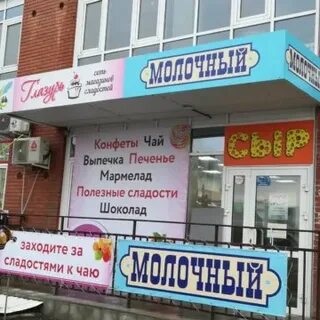 Глазурь
сеть
магазинов
сладостей
МОЛОЧНЫЙ
МОЛОЧНЫЙ
Конфеты Чай
Выпечка Печенье
Мармелад
Полезные сладости
Шоколад
СЫР
заходите за
сладостями к чаю
МОЛОЧНЫЙ